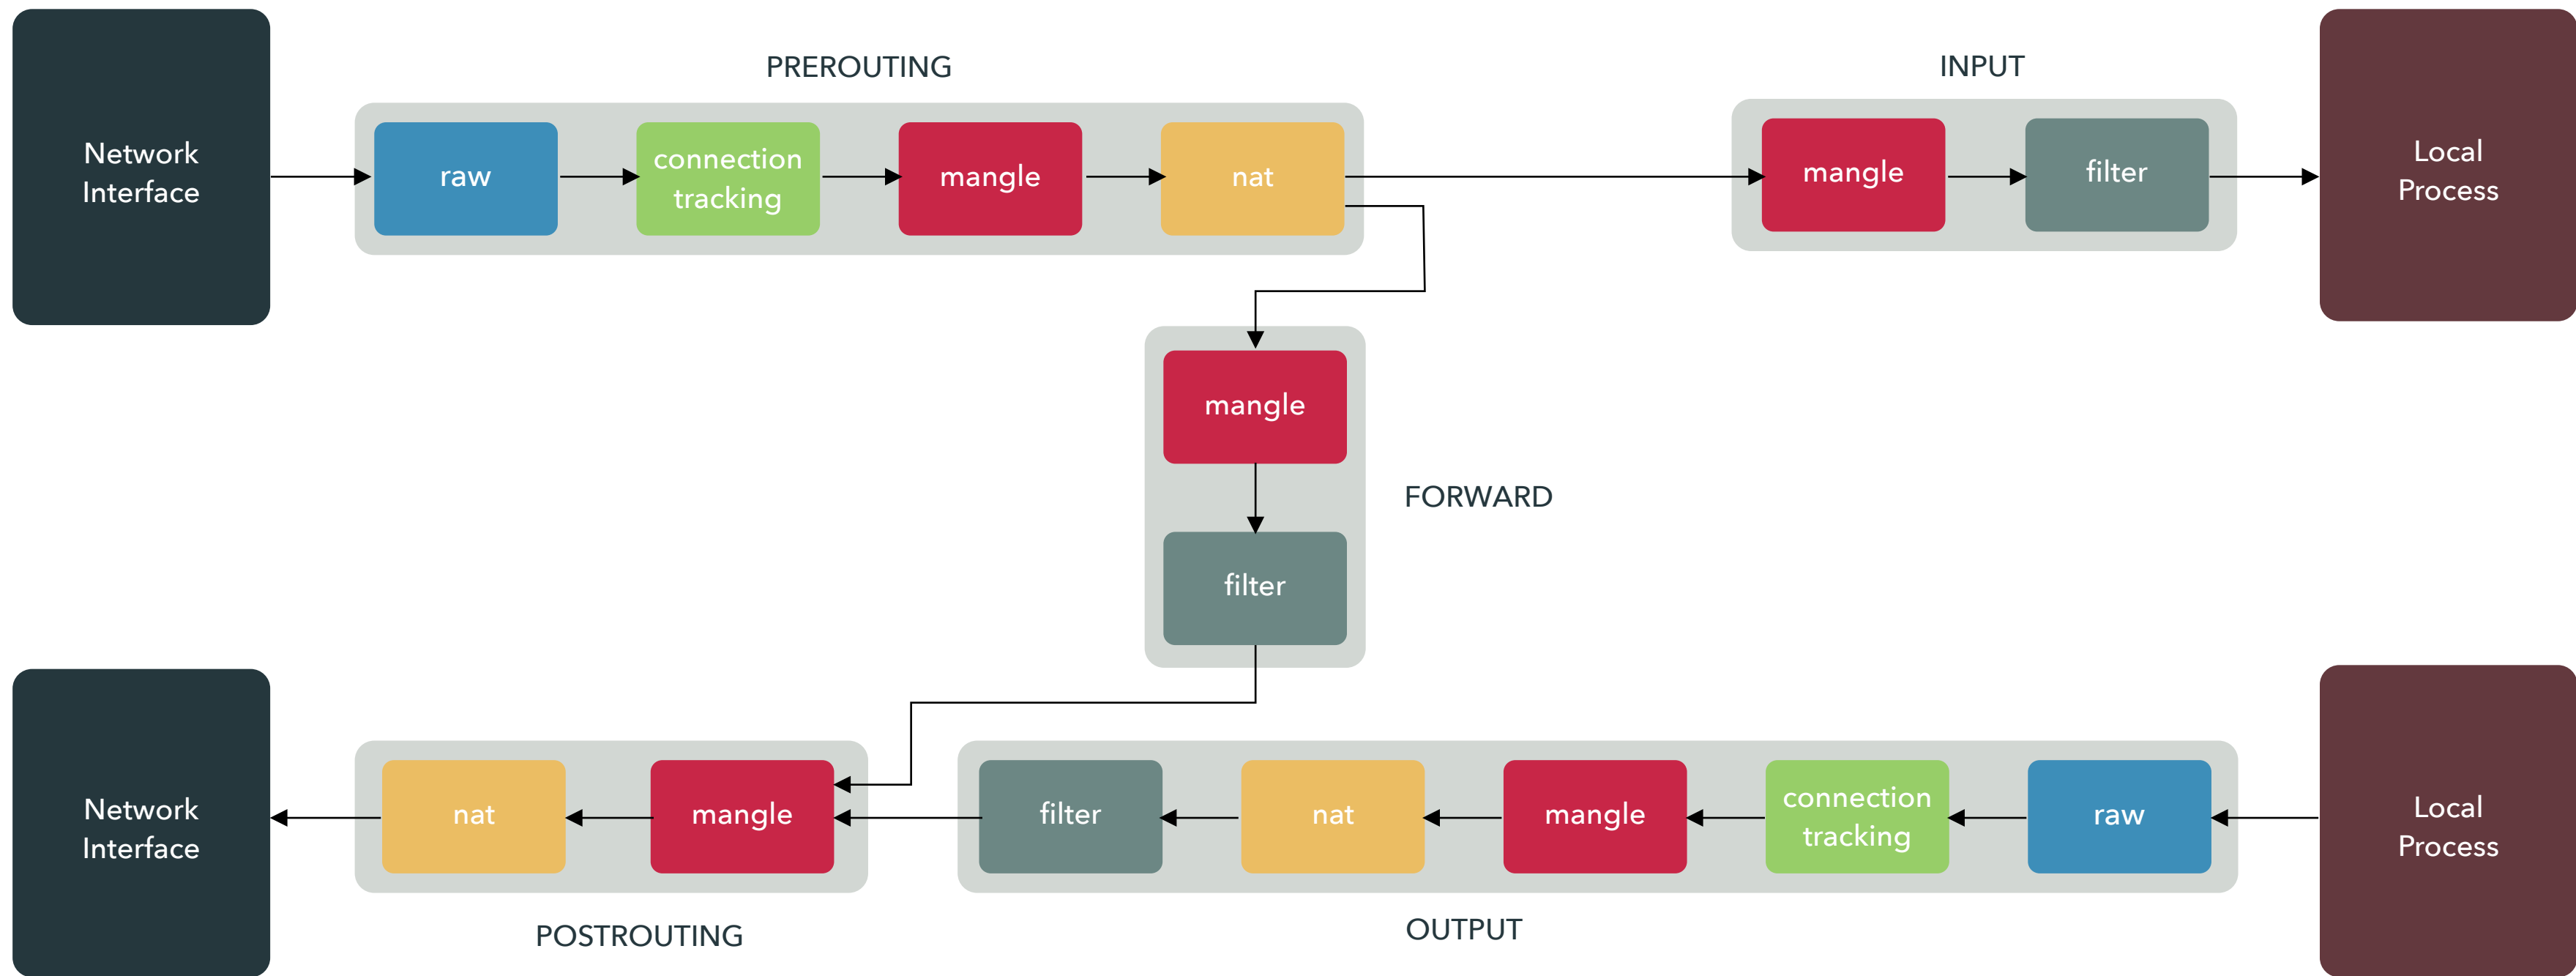 PREROUTING
INPUT
Network
Interface
raw
connection
tracking
mangle
nat
mangle
filter
Local
Process
mangle
FORWARD
filter
Network
Interface
nat
mangle
filter
nat
mangle
connection
tracking
raw
Local
Process
POSTROUTING
OUTPUT